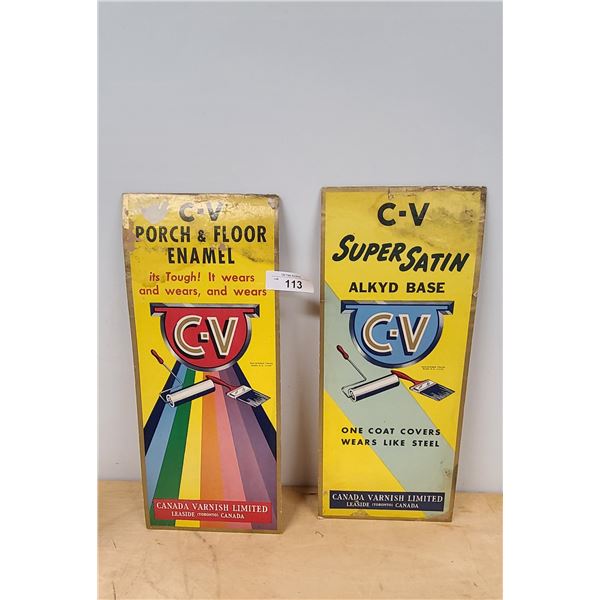 C-V
PORCH & FLOOR
ENAMEL
its Tough! It wears
and wears, and wears
C-V
CANADA VARNISH LIMITED
LEASIDE (TORONTO) CANADA
113
C-V
SUPER SATIN
ALKYD BASE
C-V
ONE COAT COVERS
WEARS LIKE STEEL
CANADA VARNISH LIMITED
LEASIDE (TORONTO) CANADA